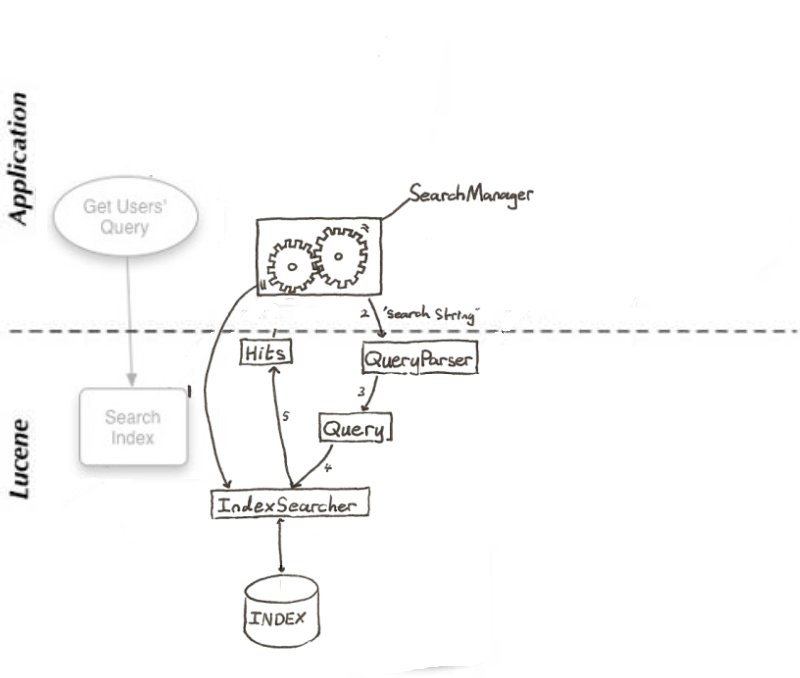 Application
Get Users'
Query
SearchManager
2 "Search String"
Hits
QueryParser
1
3
Search
Index
5
Query
4
Lucene
IndexSearcher
INDEX